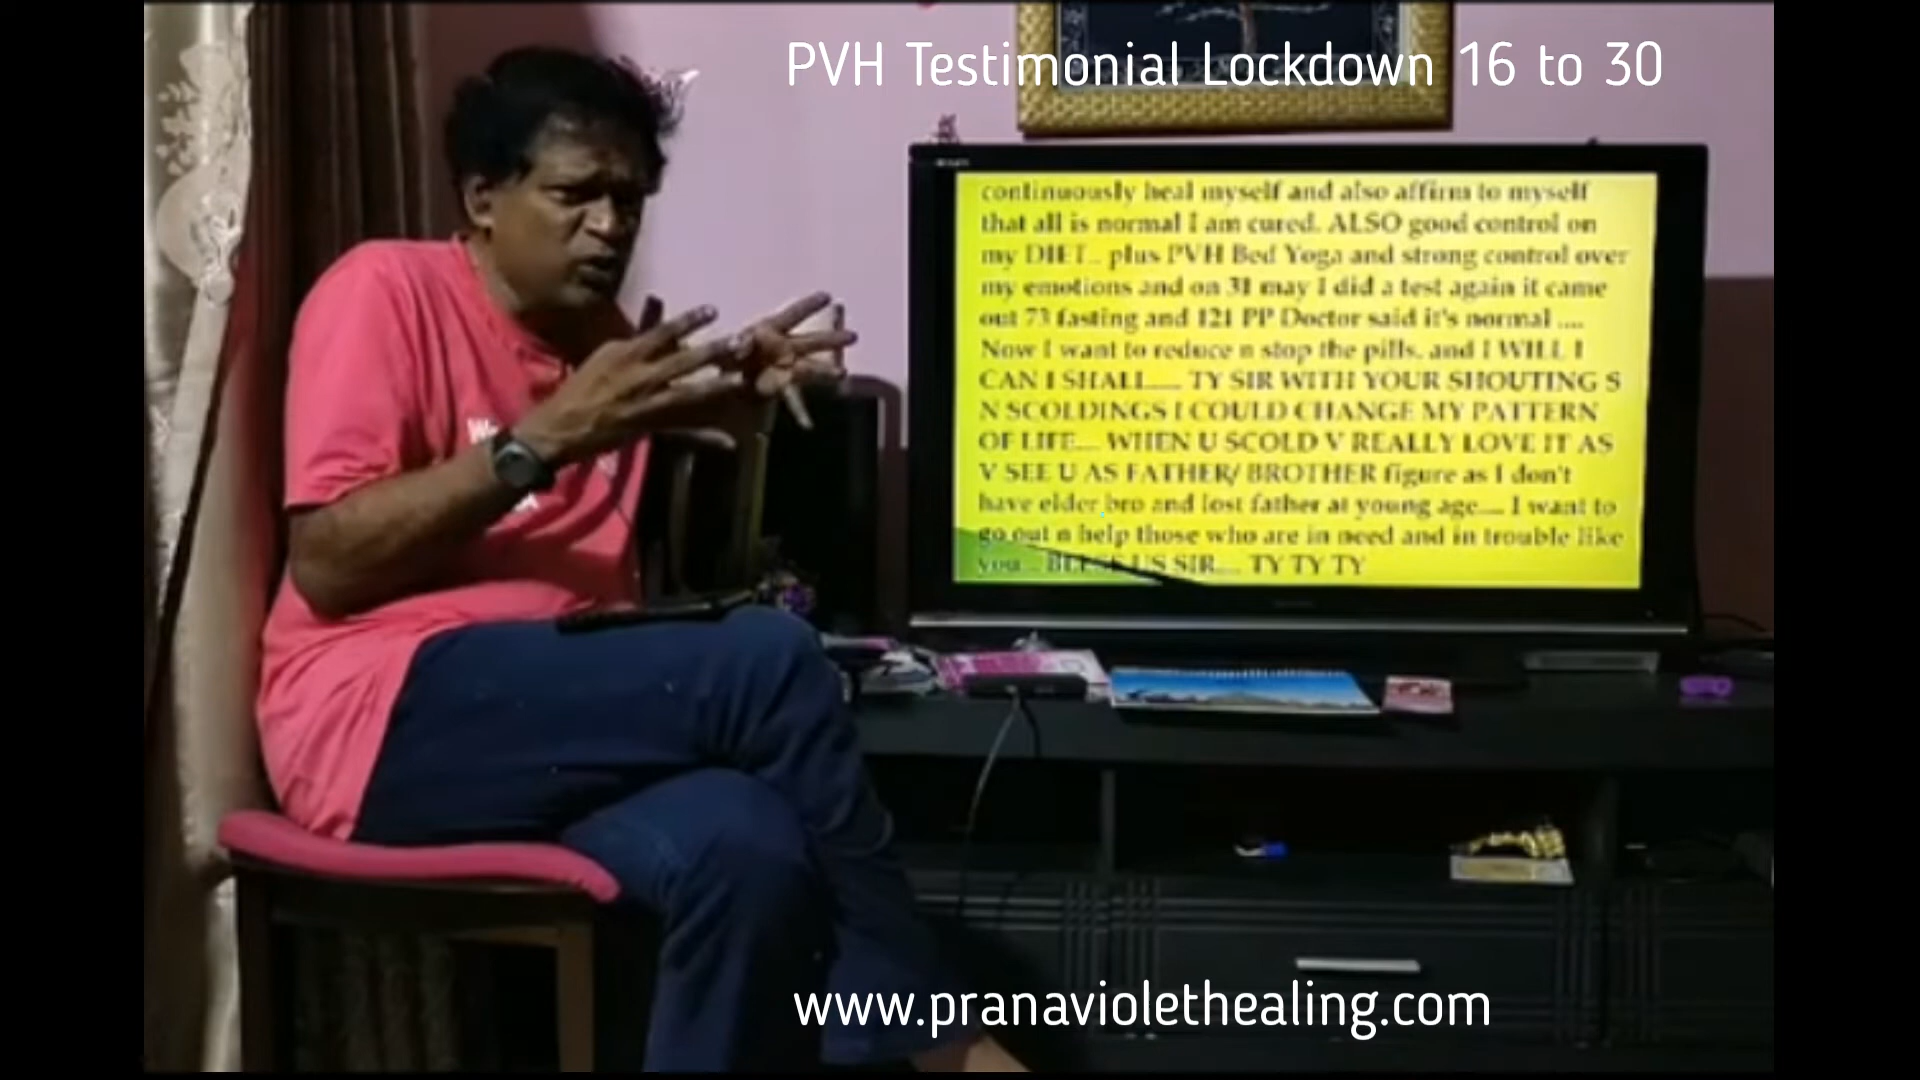 PVH Testimonial Lockdown 16 to 30
continuously heal myself and also affirm to myself
that all is normal I am cured. ALSO good control on
my DIET.. plus PVH Bed Yoga and strong control over
my emotions and on 31 may I did a test again it came
out 73 fasting and 121 PP Doctor said it's normal ....
Now I want to reduce n stop the pills. and I WILL I
CAN I SHALL..... TY SIR WITH YOUR SHOUTING S
N SCOLDINGS I COULD CHANGE MY PATTERN
OF LIFE.... WHEN U SCOLD V REALLY LOVE IT AS
V SEE U AS FATHER/ BROTHER figure as I don't
have elder bro and lost father at young age.... I want to
go out n help those who are in need and in trouble like
you... BLESS US SIR.... TY TY TY
www.pranaviolethealing.com